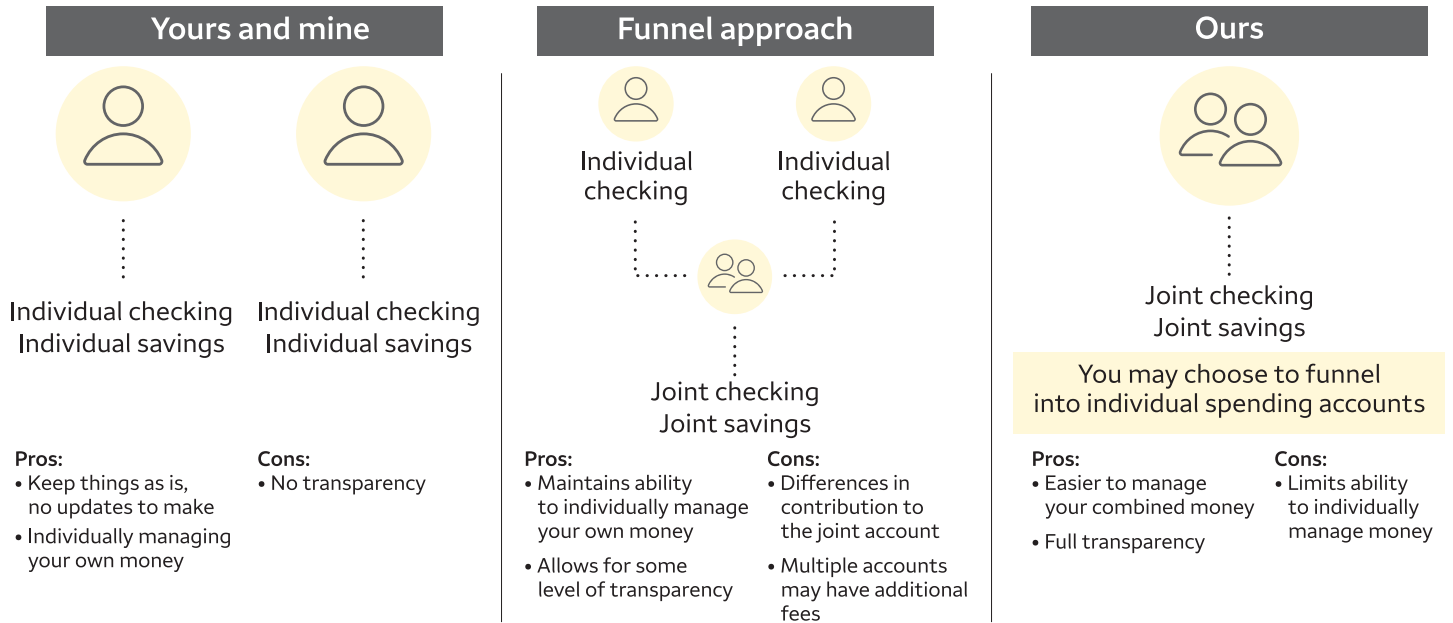 Yours and mine
Individual checking
Individual savings
Individual checking
Individual savings
Pros:
• Keep things as is,
no updates to make
• Individually managing
your own money
Cons:
• No transparency
Funnel approach
Individual
checking
Individual
checking
Joint checking
Joint savings
Pros:
• Maintains ability
to individually manage
your own money
• Allows for some
level of transparency
Cons:
• Differences in
contribution to
the joint account
• Multiple accounts
may have additional
fees
Ours
Joint checking
Joint savings
You may choose to funnel
into individual spending accounts
Pros:
• Easier to manage
your combined money
• Full transparency
Cons:
• Limits ability
to individually
manage money